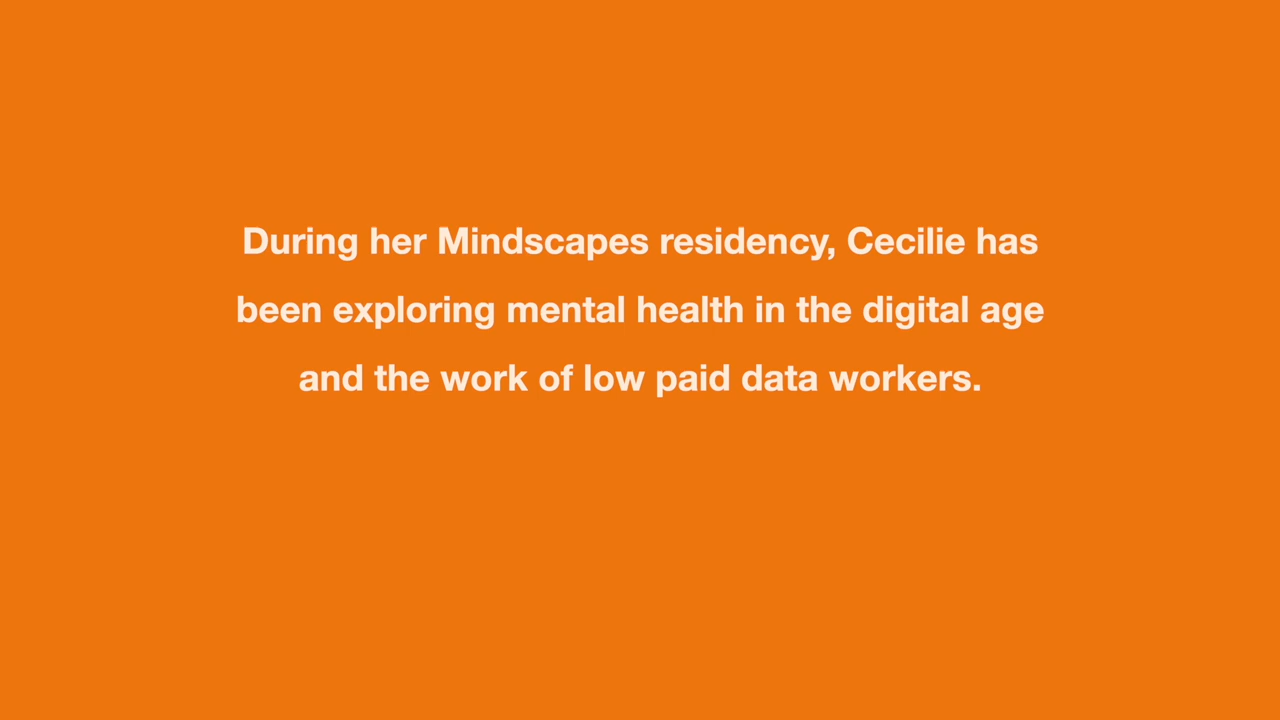 During her Mindscapes residency, Cecilie has
been exploring mental health in the digital age
and the work of low paid data workers.